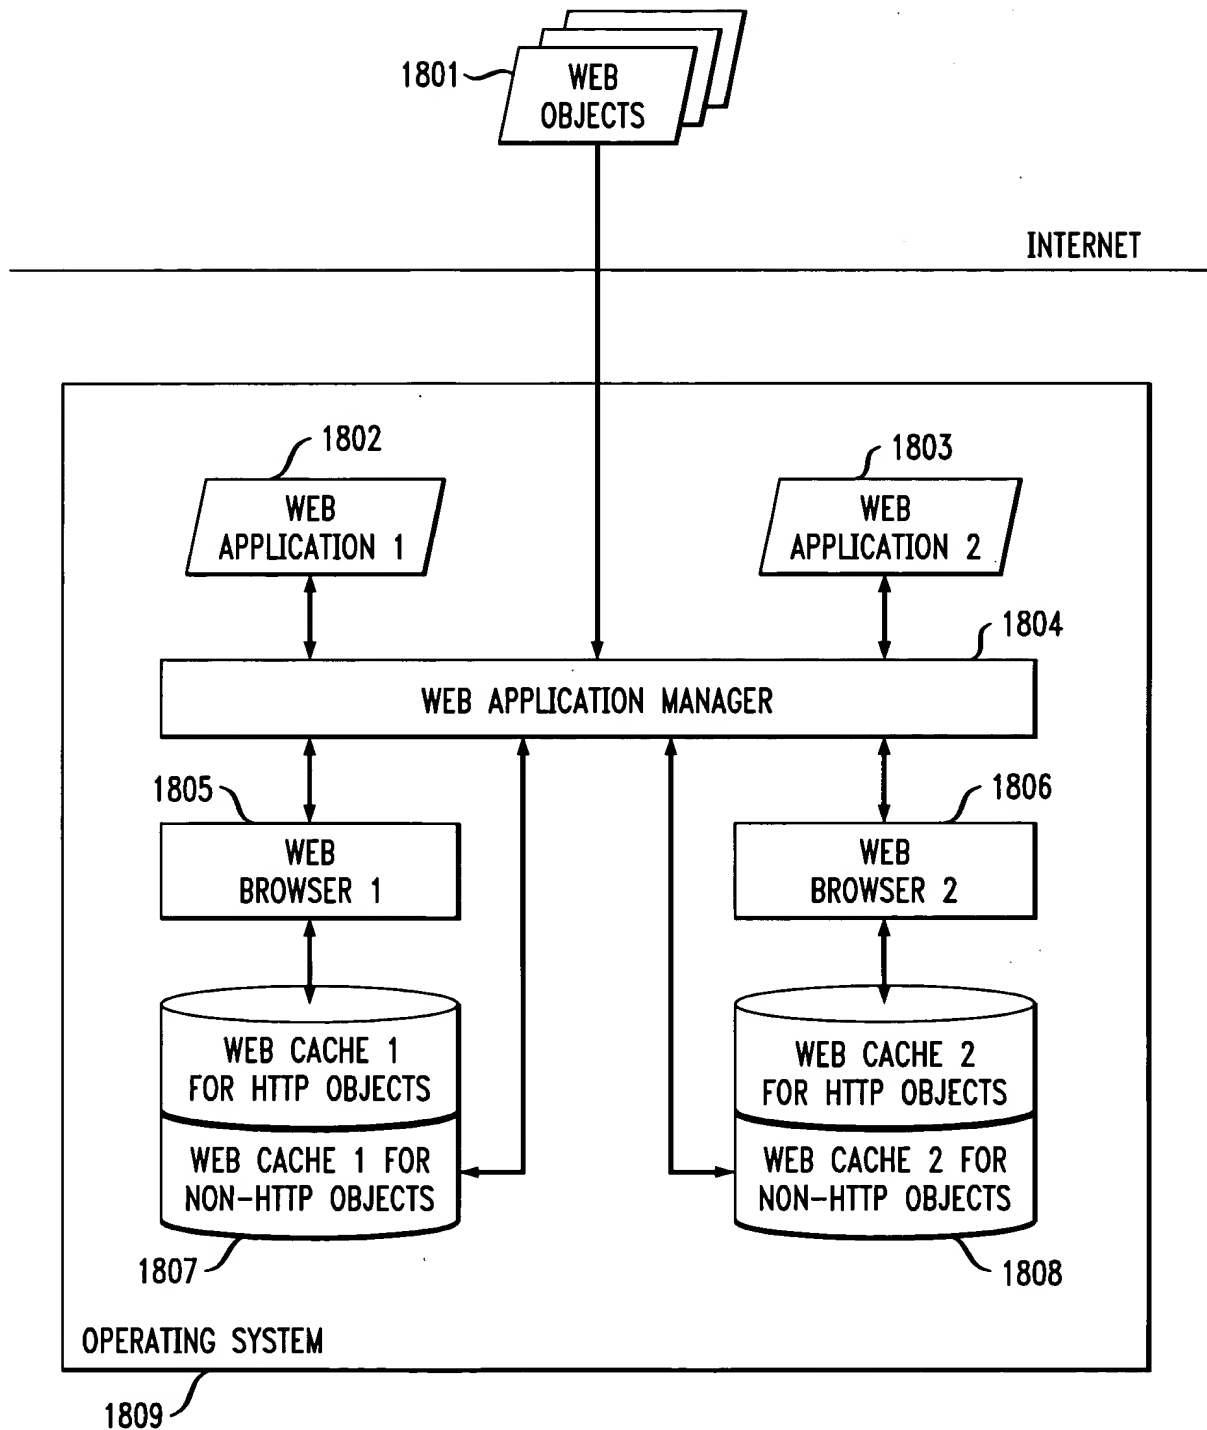 1801
WEB
OBJECTS
INTERNET
1802
1803
WEB
APPLICATION 1
WEB
APPLICATION 2
1804
WEB APPLICATION MANAGER
1805
1806
WEB
BROWSER 1
WEB
BROWSER 2
WEB CACHE 1
FOR HTTP OBJECTS
WEB CACHE 2
FOR HTTP OBJECTS
WEB CACHE 1 FOR
NON-HTTP OBJECTS
WEB CACHE 2 FOR
NON-HTTP OBJECTS
1807
1808
OPERATING SYSTEM
1809